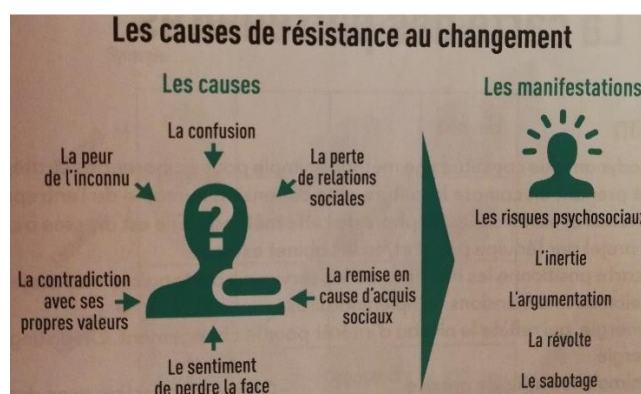 Les causes de résistance au changement
Les causes
La confusion
La peur
de l'inconnu
La perte
de relations
sociales
?
La contradiction
avec ses
propres valeurs
La remise en
cause d'acquis
sociaux
Le sentiment
de perdre la face
Les manifestations
Les risques psychosociaux
L'inertie
L'argumentation
La révolte
Le sabotage